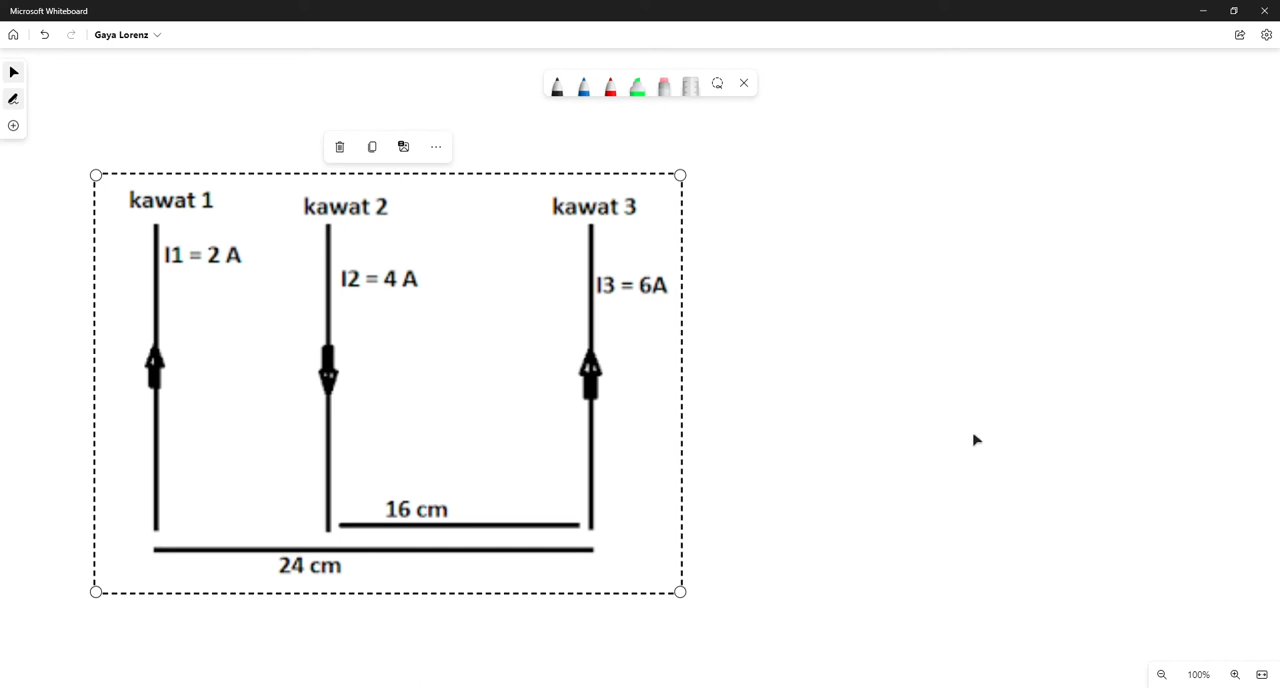 Microsoft Whiteboard
Gaya Lorenz
kawat 1
kawat 2
kawat 3
I1 = 2 A
I2 = 4 A
I3 = 6A
16 cm
24 cm
100%